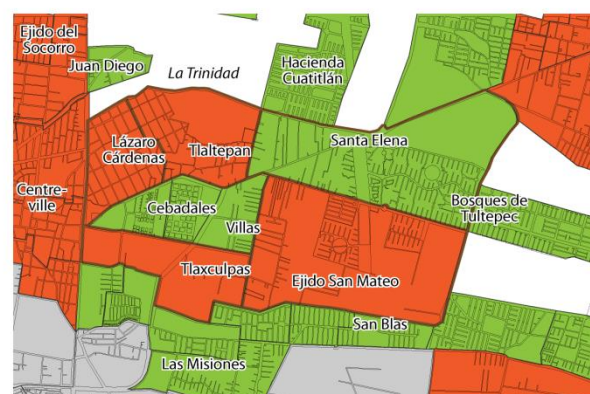 Ejido del
Socorro
Juan Diego
La Trinidad
Hacienda
Cuatitlán
Lázaro
Cárdenas
Tlaltepan
Santa Elena
Centre-
ville
Cebadales
Villas
Bosques de
Tultepec
Tlaxculpas
Ejido San Mateo
San Blas
Las Misiones